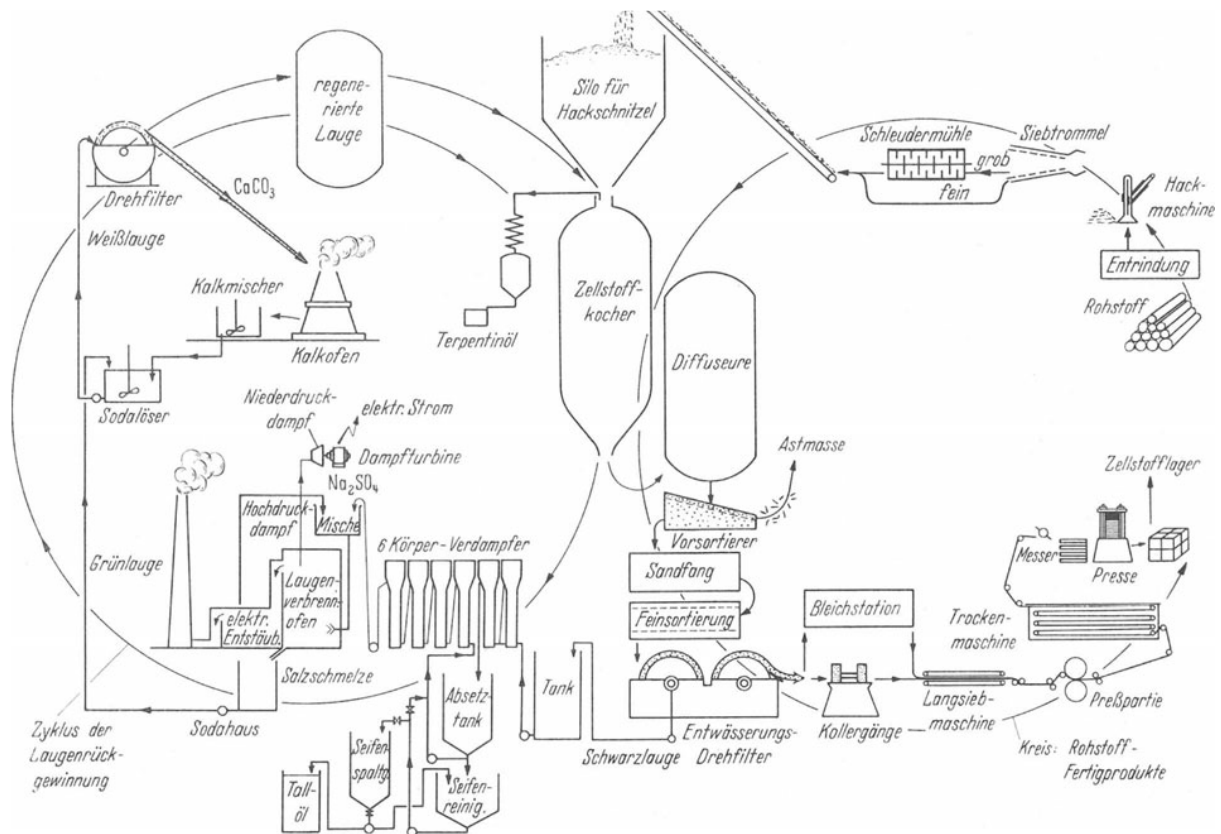 regene-
rierte
Lauge
Silo für
Hackschnitzel
Schleudermühle
Siebtrommel
grob
fein
Hack-
maschine
Entrindung
Rohstoff
Drehfilter
CaCO₃
Weißlauge
Kalkmischer
Kalkofen
Sodalöser
Terpentinöl
Zellstoff-
kocher
Diffuseure
Astmasse
Vorsortierer
Sandfang
Feinsortierung
Niederdruck-
dampf
elektr. Strom
Dampfturbine
Na₂SO₄
Hochdruck-
dampf
Mische
6 Körper-Verdampfer
Grünlauge
Laugen-
verbrenn.-
ofen
elektr.
Entstäub.
Salzschmelze
Sodahaus
Zyklus der
Laugenrück-
gewinnung
Absetz-
tank
Tank
Seifen-
spaltg.
Seifen-
reinig.
Tall-
öl
Schwarzlauge
Entwässerungs-
Drehfilter
Bleichstation
Kollergänge
Langsieb-
maschine
Preßpartie
Trocken-
maschine
Messer
Presse
Zellstofflager
Kreis: Rohstoff-
Fertigprodukte